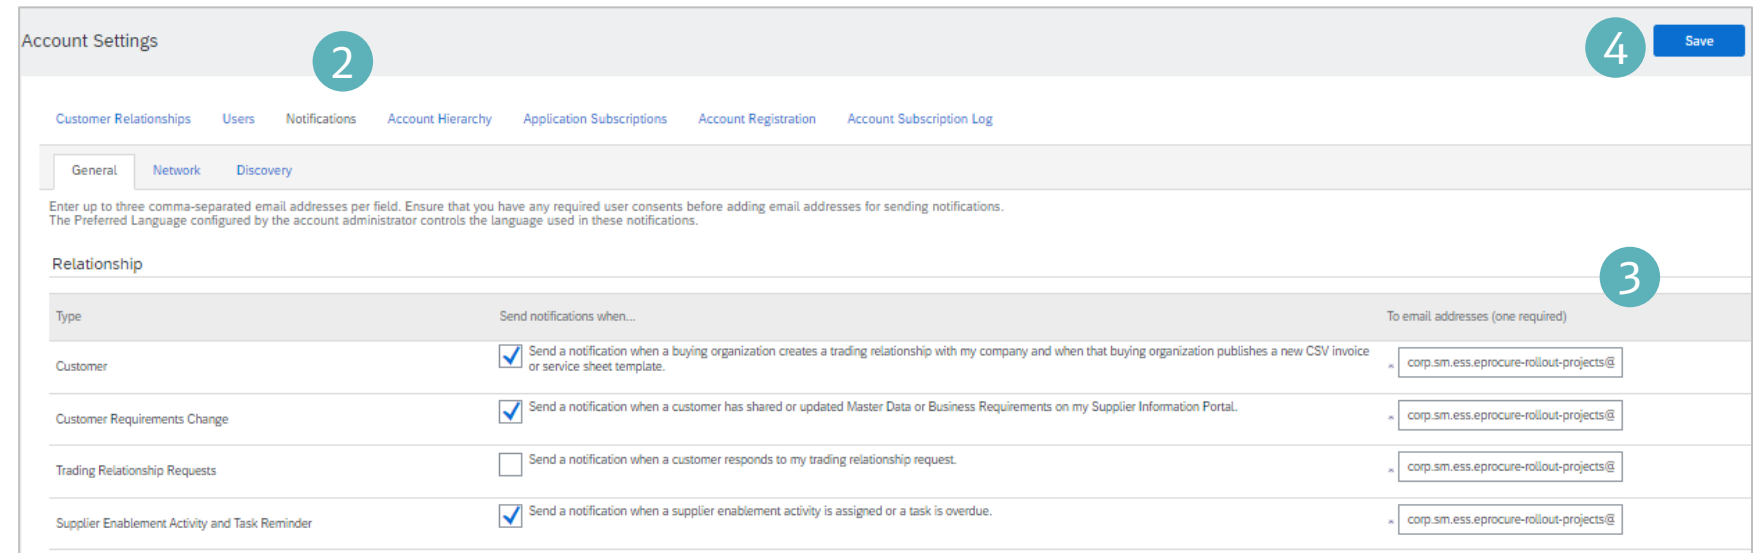 Account Settings
2
4
Save
Customer Relationships Users Notifications Account Hierarchy Application Subscriptions Account Registration Account Subscription Log
General Network Discovery
Enter up to three comma-separated email addresses per field. Ensure that you have any required user consents before adding email addresses for sending notifications.
The Preferred Language configured by the account administrator controls the language used in these notifications.
Relationship
3
Type Send notifications when... To email addresses (one required)
Customer
Send a notification when a buying organization creates a trading relationship with my company and when that buying organization publishes a new CSV invoice
or service sheet template.
* corp.sm.ess.eprocure-rollout-projects@
Customer Requirements Change
Send a notification when a customer has shared or updated Master Data or Business Requirements on my Supplier Information Portal.
* corp.sm.ess.eprocure-rollout-projects@
Trading Relationship Requests
Send a notification when a customer responds to my trading relationship request.
* corp.sm.ess.eprocure-rollout-projects@
Supplier Enablement Activity and Task Reminder
Send a notification when a supplier enablement activity is assigned or a task is overdue.
* corp.sm.ess.eprocure-rollout-projects@